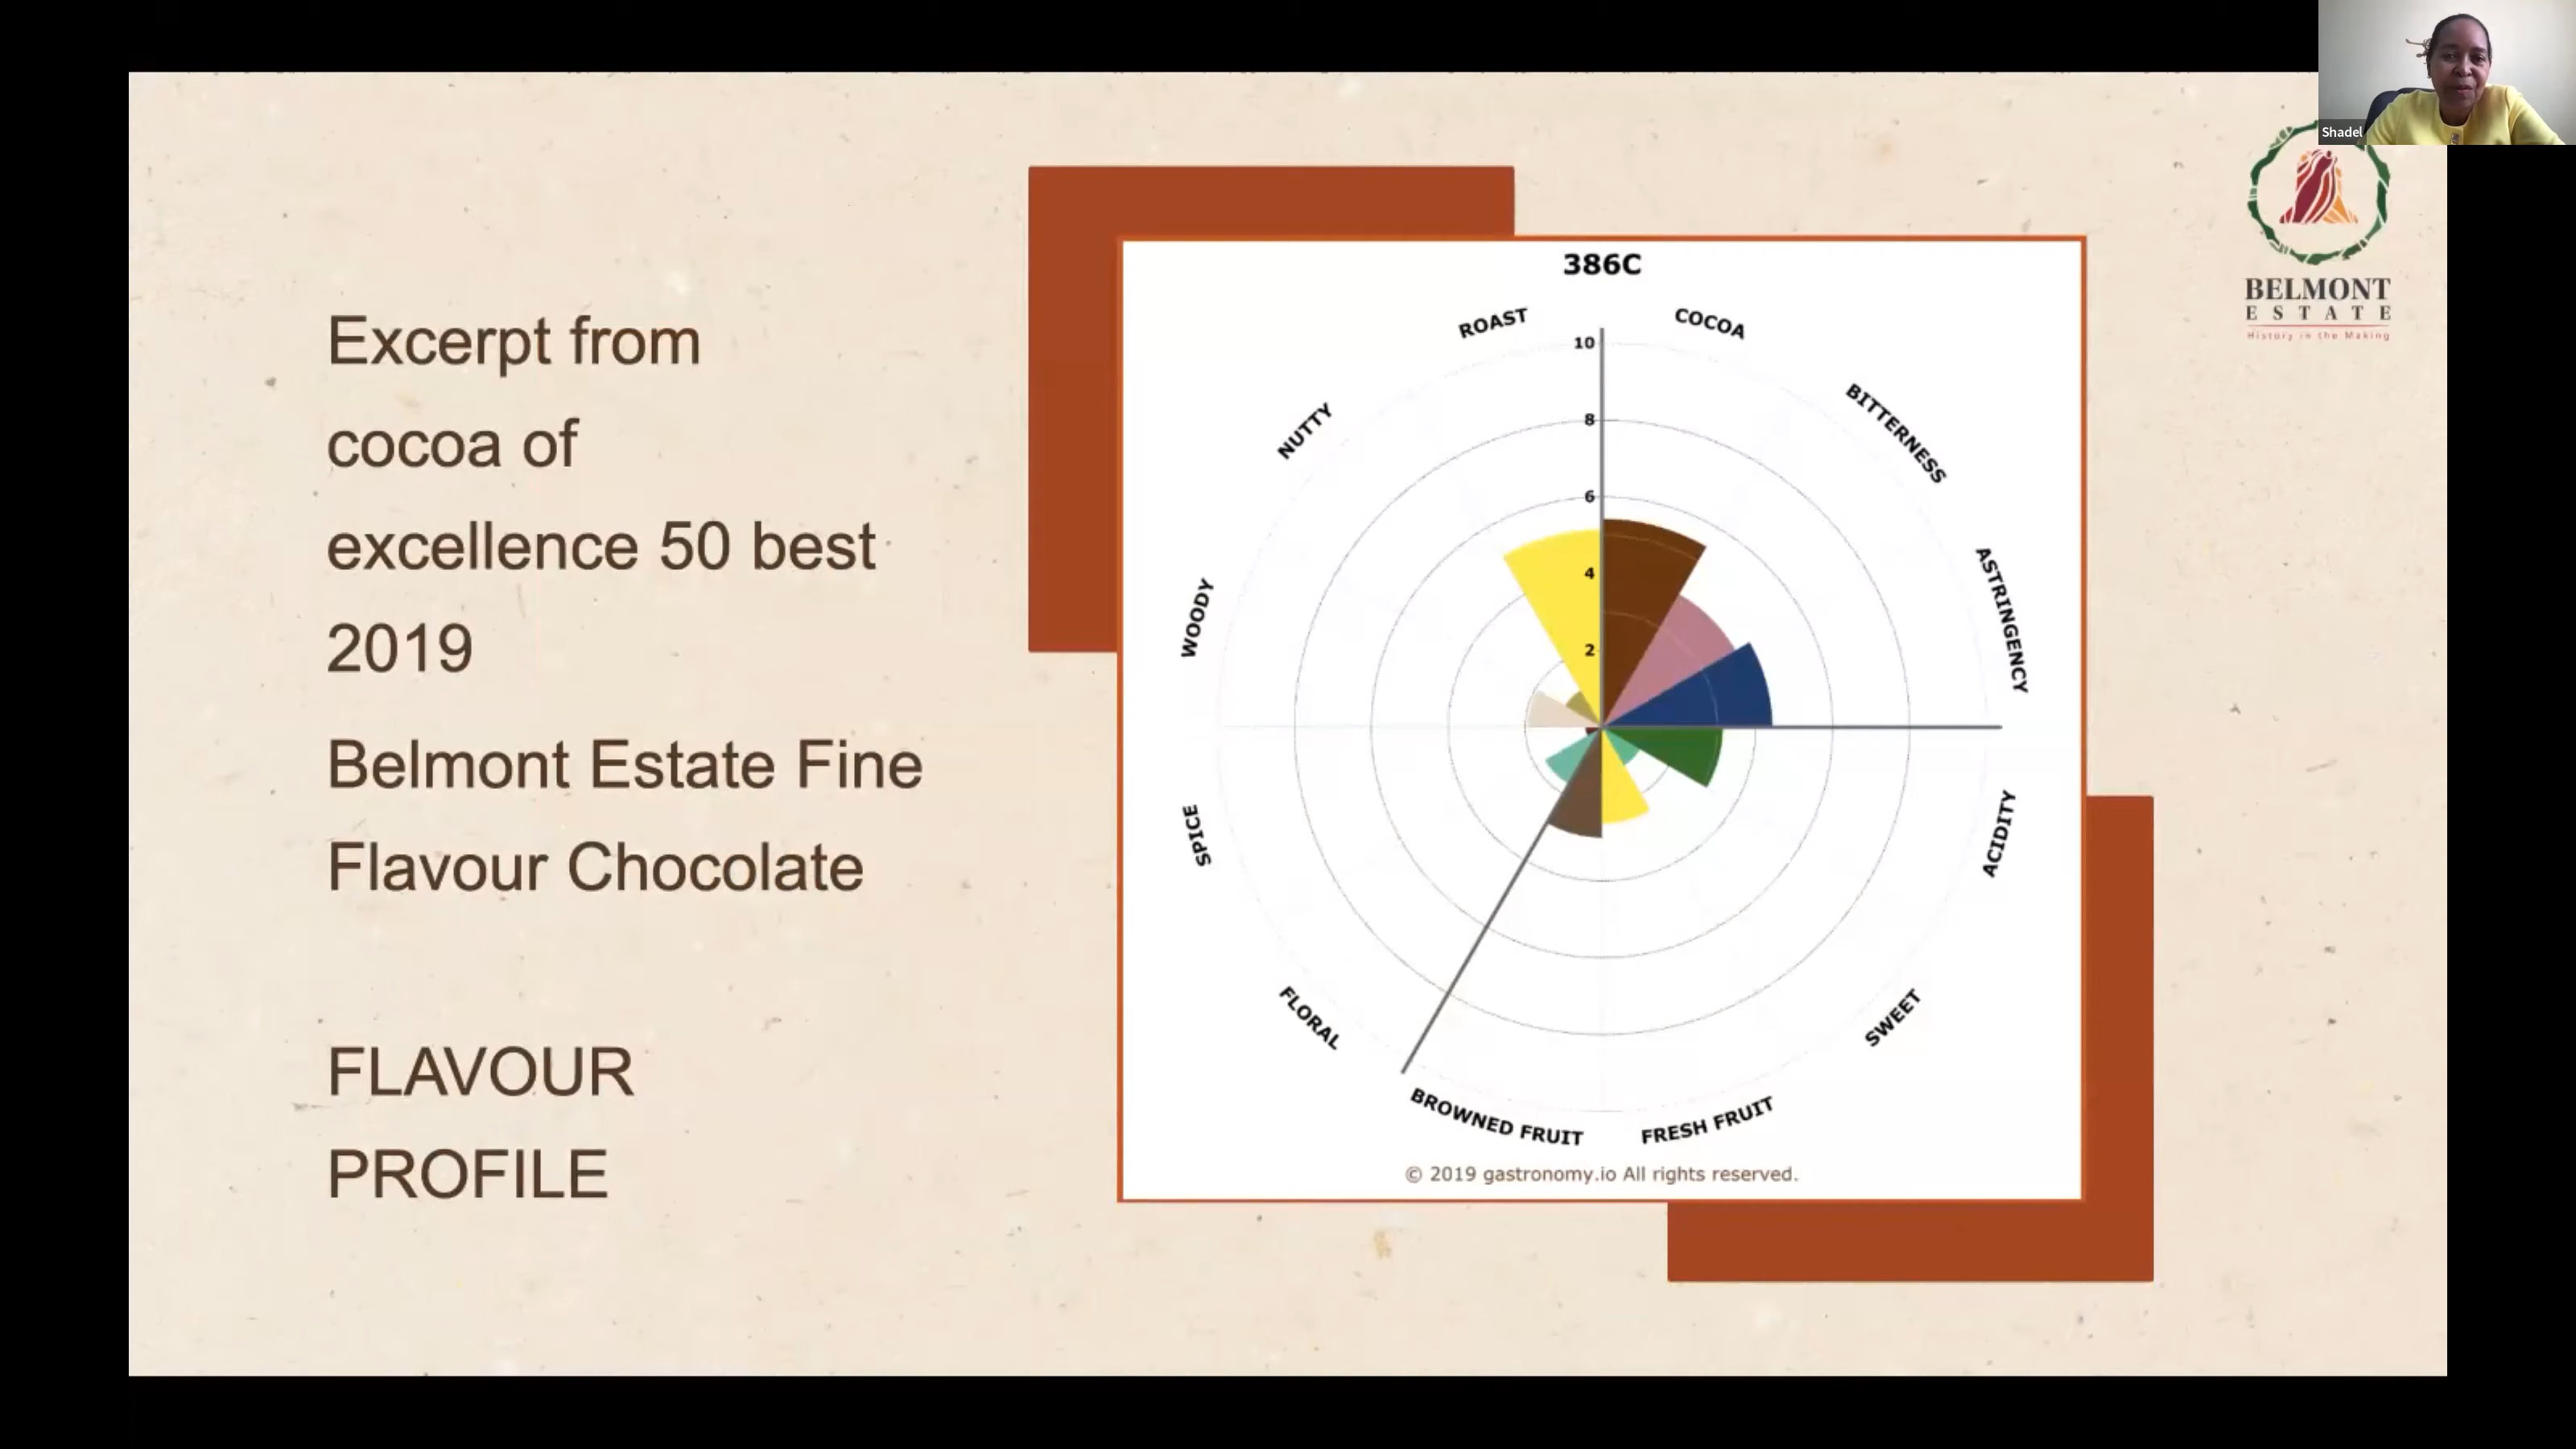 Shadel
BELMONT
ESTATE
History in the Making
Excerpt from
cocoa of
excellence 50 best
2019
Belmont Estate Fine
Flavour Chocolate
FLAVOUR
PROFILE
386C
ROAST
COCOA
NUTTY
BITTERNESS
WOODY
ASTRINGENCY
SPICE
ACIDITY
FLORAL
SWEET
BROWNED FRUIT
FRESH FRUIT
10
8
6
4
2
© 2019 gastronomy.io All rights reserved.